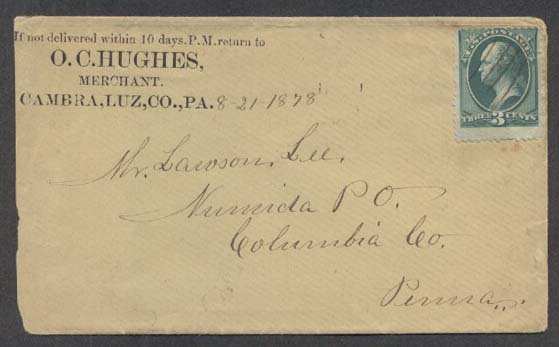 If not delivered within 10 days, P.M. return to
O. C. HUGHES,
MERCHANT.
CAMBRA, LUZ, CO., PA. 8-21-1878
U.S. POSTAGE
THREE 3 CENTS
Mr. Lawson, Lee,
Numida P O.
Columbia Co.
Penna,